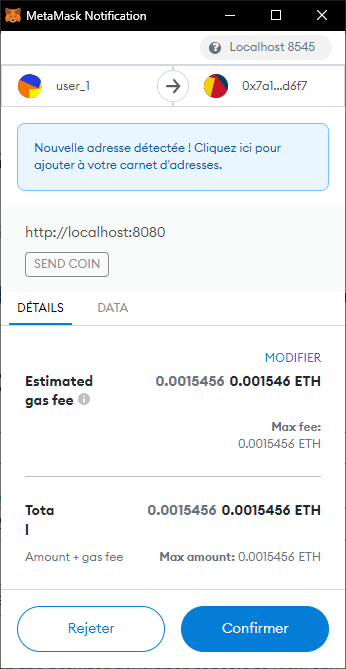 MetaMask Notification
Localhost 8545
user_1
0x7a1...d6f7
Nouvelle adresse détectée ! Cliquez ici pour
ajouter à votre carnet d'adresses.
http://localhost:8080
SEND COIN
DÉTAILS DATA
MODIFIER
Estimated 0.0015456 0.001546 ETH
gas fee
Max fee:
0.0015456 ETH
Tota 0.0015456 0.0015456 ETH
l
Amount + gas fee Max amount: 0.0015456 ETH
Rejeter Confirmer